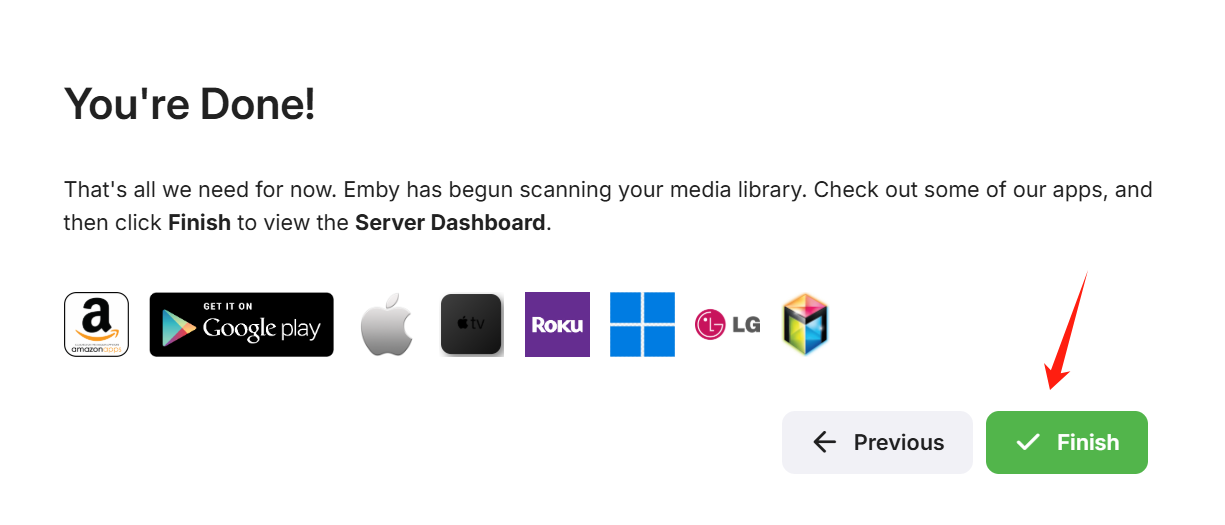 You're Done!
That's all we need for now. Emby has begun scanning your media library. Check out some of our apps, and
then click Finish to view the Server Dashboard.
a
amazonapps
GET IT ON
Google play
tv
Roku
LG
Previous
Finish